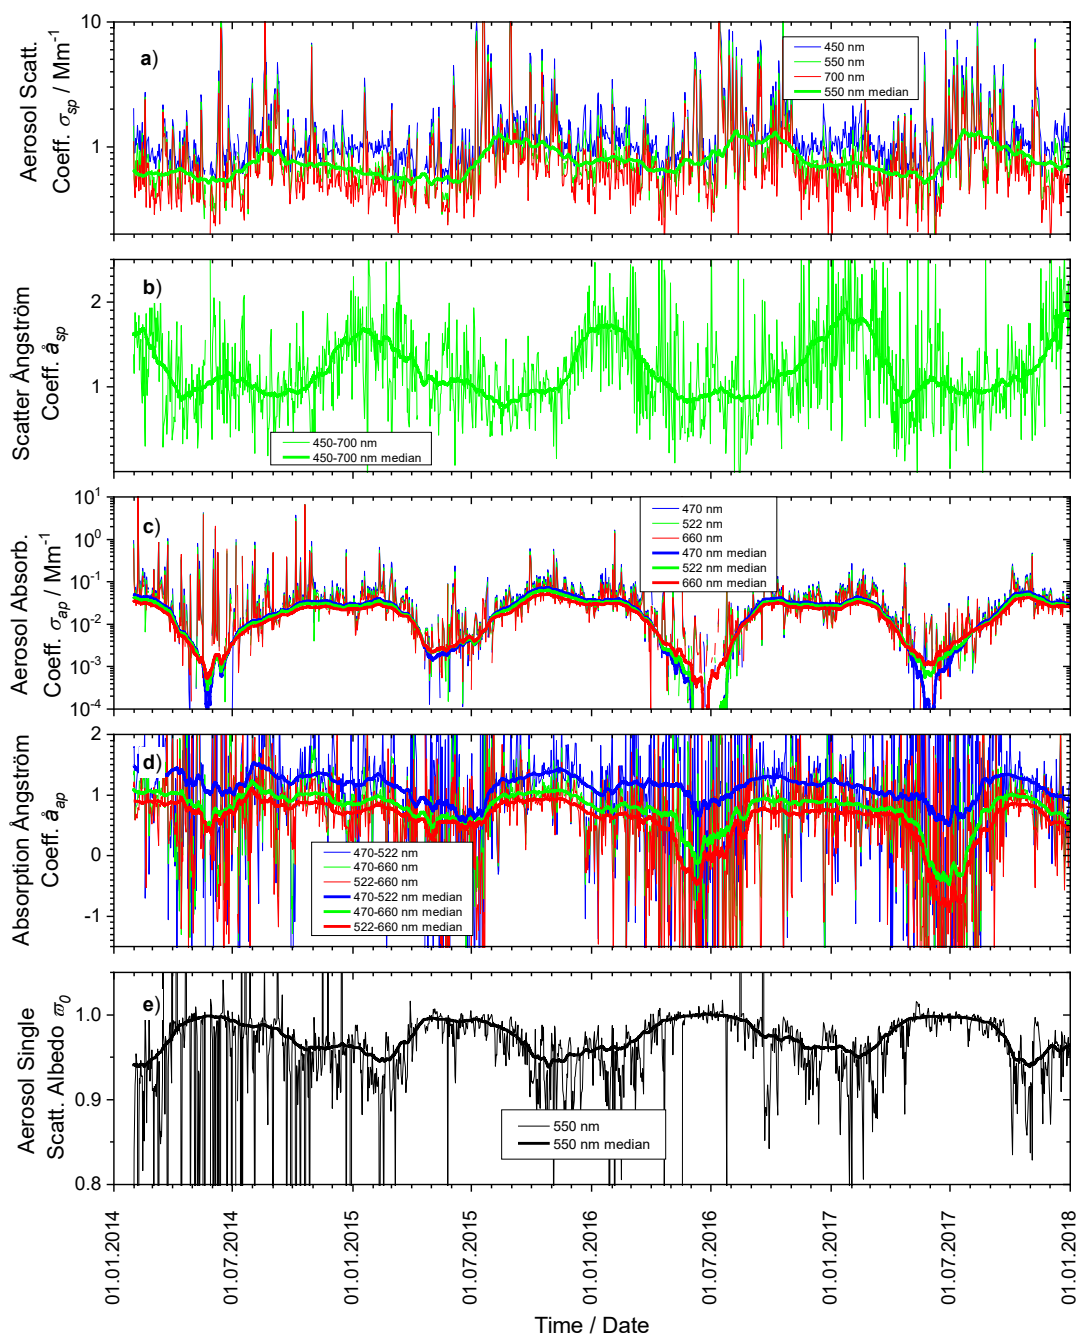 Aerosol Scatt.
Coeff. σsp / Mm-1
10
1
a)
450 nm
550 nm
700 nm
550 nm median
Scatter Ångström
Coeff. åsp
2
1
b)
450-700 nm
450-700 nm median
Aerosol Absorb.
Coeff. σap / Mm-1
10^1
10^0
10^-1
10^-2
10^-3
10^-4
c)
470 nm
522 nm
660 nm
470 nm median
522 nm median
660 nm median
Absorption Ångström
Coeff. åap
2
1
0
-1
d)
470-522 nm
470-660 nm
522-660 nm
470-522 nm median
470-660 nm median
522-660 nm median
Aerosol Single
Scatt. Albedo ϖ0
1.0
0.9
0.8
e)
550 nm
550 nm median
01.01.2014
01.07.2014
01.01.2015
01.07.2015
01.01.2016
01.07.2016
01.01.2017
01.07.2017
01.01.2018
Time / Date